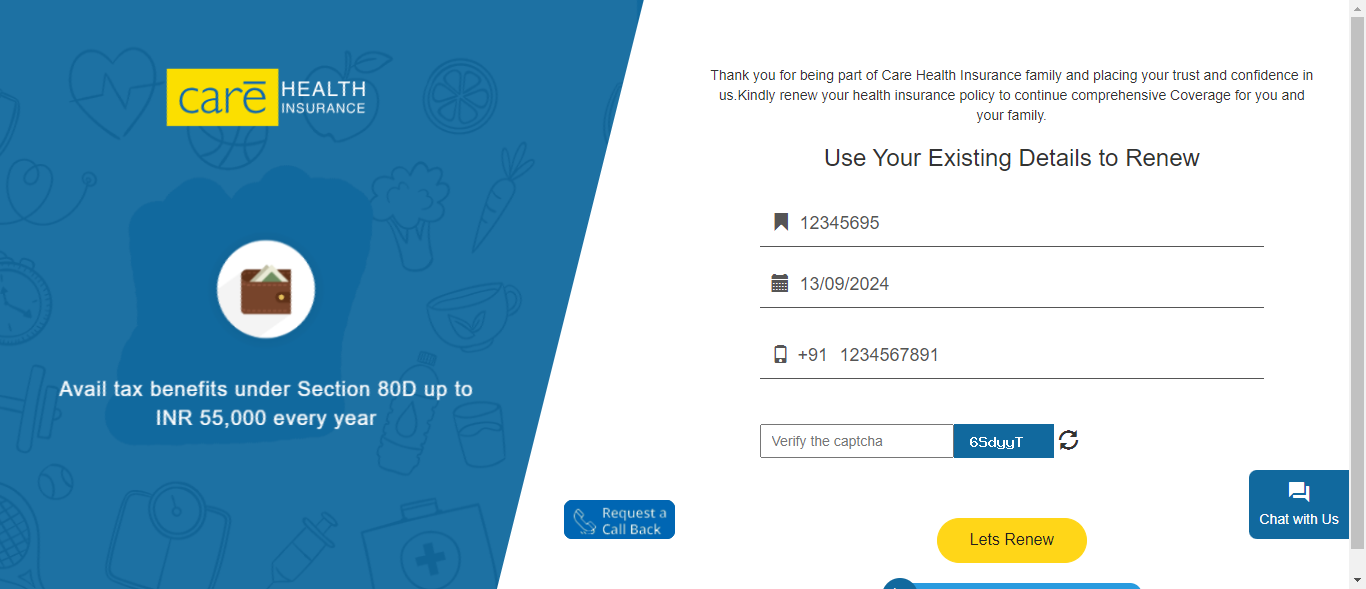 carē HEALTH
INSURANCE
Avail tax benefits under Section 80D up to
INR 55,000 every year
Thank you for being part of Care Health Insurance family and placing your trust and confidence in
us.Kindly renew your health insurance policy to continue comprehensive Coverage for you and
your family.
Use Your Existing Details to Renew
12345695
13/09/2024
+91 1234567891
Verify the captcha 6SdyyT
Request a
Call Back
Lets Renew
Chat with Us